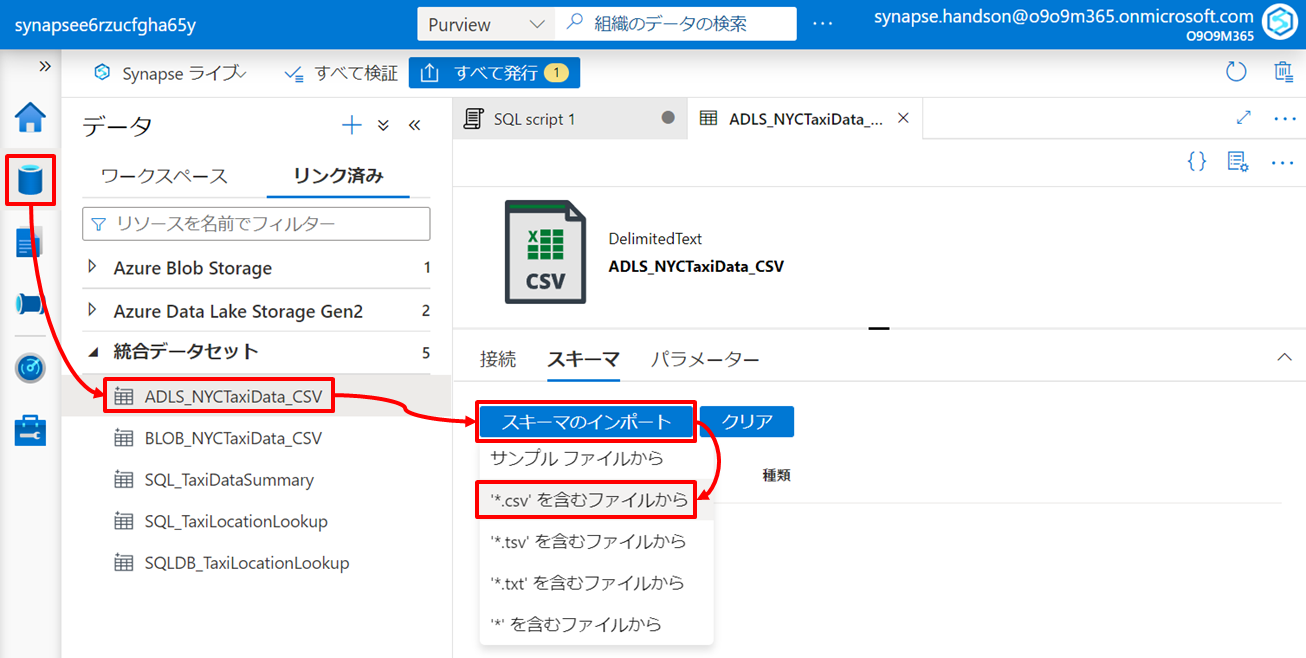 synapsee6rzucfgha65y
Purview
組織のデータの検索
synapse.handson@o9o9m365.onmicrosoft.com
O9O9M365
Synapse ライブ
すべて検証
すべて発行 1
データ
ワークスペース
リンク済み
リソースを名前でフィルター
Azure Blob Storage 1
Azure Data Lake Storage Gen2 2
統合データセット 5
ADLS_NYCTaxiData_CSV
BLOB_NYCTaxiData_CSV
SQL_TaxiDataSummary
SQL_TaxiLocationLookup
SQLDB_TaxiLocationLookup
SQL script 1
ADLS_NYCTaxiData_...
{}
X
CSV
DelimitedText
ADLS_NYCTaxiData_CSV
接続
スキーマ
パラメーター
スキーマのインポート
クリア
サンプル ファイルから
種類
'*.csv' を含むファイルから
'*.tsv' を含むファイルから
'*.txt' を含むファイルから
'*' を含むファイルから